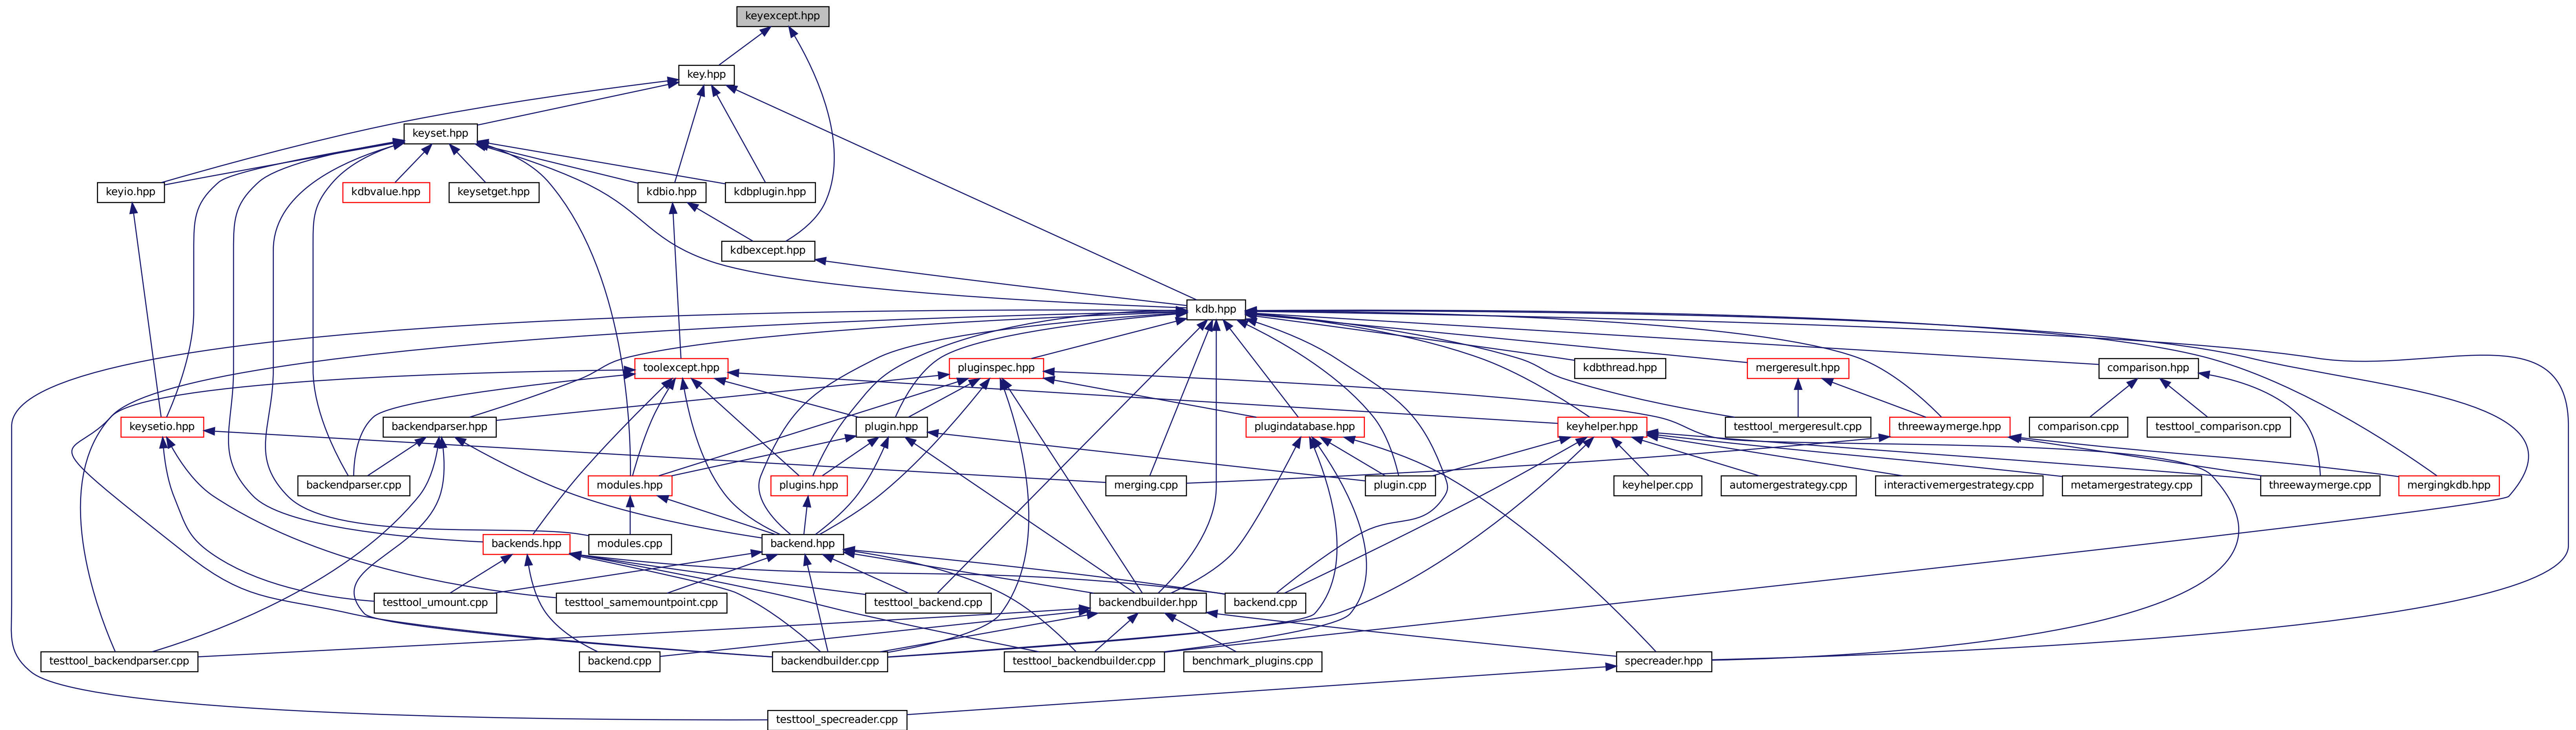 keyexcept.hpp
key.hpp
keyset.hpp
keyio.hpp
kdbvalue.hpp
keysetget.hpp
kdbio.hpp
kdbplugin.hpp
kdbexcept.hpp
kdb.hpp
toolexcept.hpp
pluginspec.hpp
kdbthread.hpp
mergeresult.hpp
comparison.hpp
keysetio.hpp
backendparser.hpp
plugin.hpp
plugindatabase.hpp
keyhelper.hpp
testtool_mergeresult.cpp
threewaymerge.hpp
comparison.cpp
testtool_comparison.cpp
backendparser.cpp
modules.hpp
plugins.hpp
merging.cpp
plugin.cpp
keyhelper.cpp
automergestrategy.cpp
interactivemergestrategy.cpp
metamergestrategy.cpp
threewaymerge.cpp
mergingkdb.hpp
backends.hpp
modules.cpp
backend.hpp
testtool_umount.cpp
testtool_samemountpoint.cpp
testtool_backend.cpp
backendbuilder.hpp
backend.cpp
testtool_backendparser.cpp
backend.cpp
backendbuilder.cpp
testtool_backendbuilder.cpp
benchmark_plugins.cpp
specreader.hpp
testtool_specreader.cpp